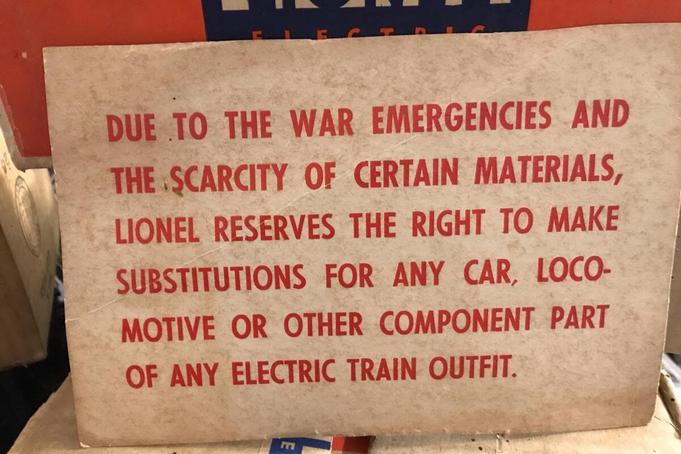 ELECTRIC
DUE TO THE WAR EMERGENCIES AND
THE SCARCITY OF CERTAIN MATERIALS,
LIONEL RESERVES THE RIGHT TO MAKE
SUBSTITUTIONS FOR ANY CAR, LOCO-
MOTIVE OR OTHER COMPONENT PART
OF ANY ELECTRIC TRAIN OUTFIT.